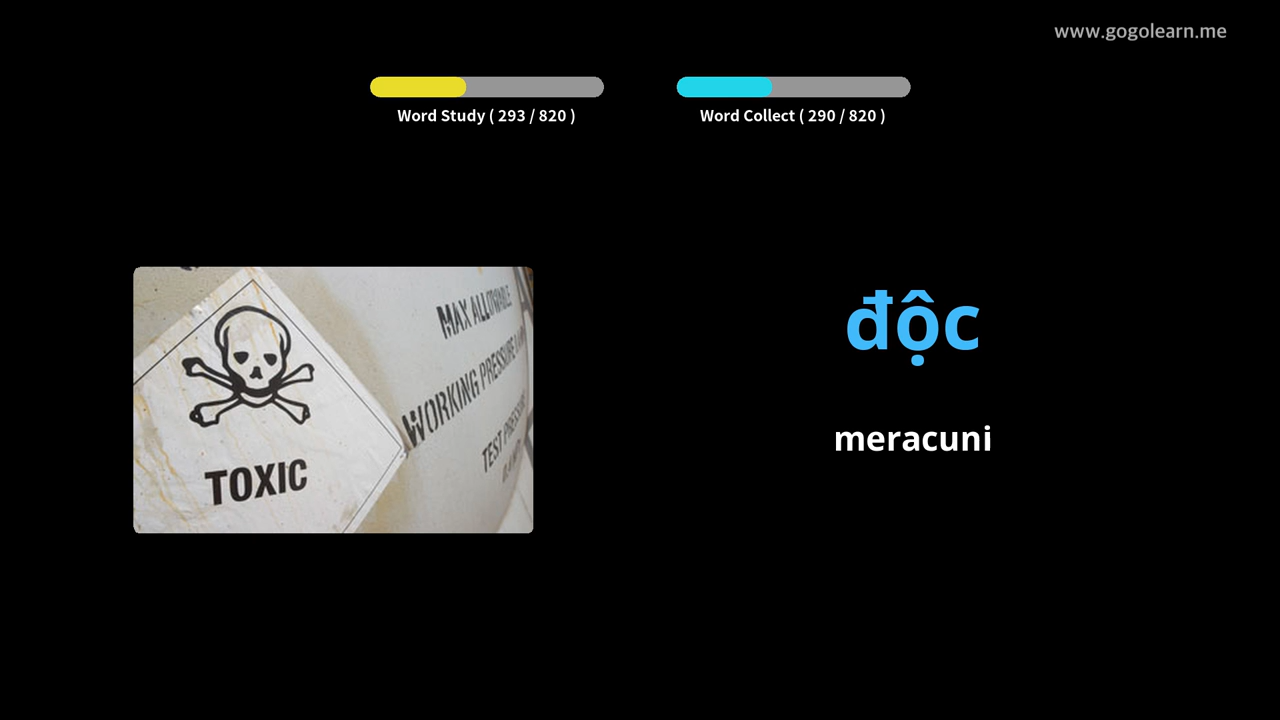 www.gogolearn.me
Word Study ( 293 / 820 )
Word Collect ( 290 / 820 )
TOXIC
MAX ALLOWABLE
WORKING PRESSURE
TEST PRESSURE
độc
meracuni